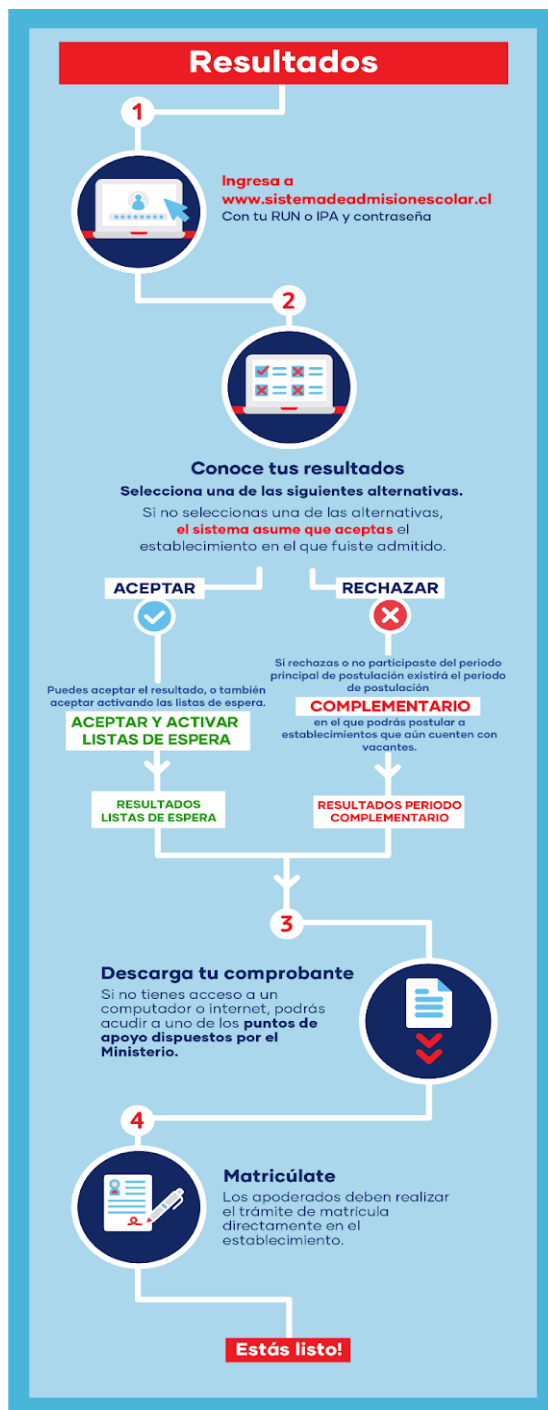 Resultados
1
Ingresa a
www.sistemadeadmisionescolar.cl
Con tu RUN o IPA y contraseña
2
Conoce tus resultados
Selecciona una de las siguientes alternativas.
Si no seleccionas una de las alternativas,
el sistema asume que aceptas el
establecimiento en el que fuiste admitido.
ACEPTAR
Puedes aceptar el resultado, o también
aceptar activando las listas de espera.
ACEPTAR Y ACTIVAR
LISTAS DE ESPERA
RESULTADOS
LISTAS DE ESPERA
RECHAZAR
Si rechazas o no participaste del periodo
principal de postulación existirá el periodo
de postulación
COMPLEMENTARIO
en el que podrás postular a
establecimientos que aún cuenten con
vacantes.
RESULTADOS PERIODO
COMPLEMENTARIO
3
Descarga tu comprobante
Si no tienes acceso a un
computador o internet, podrás
acudir a uno de los puntos de
apoyo dispuestos por el
Ministerio.
4
Matricúlate
Los apoderados deben realizar
el trámite de matrícula
directamente en el
establecimiento.
Estás listo!